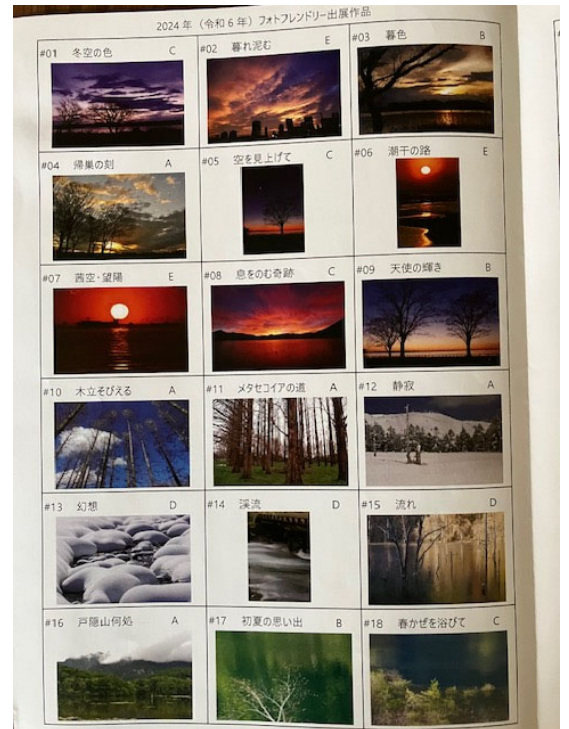 2024年（令和6年）フォトフレンドリー出展作品
#01 冬空の色 C
#02 暮れ泥む E
#03 暮色 B
#04 帰巣の刻 A
#05 空を見上げて C
#06 潮干の路 E
#07 茜空・望陽 E
#08 息をのむ奇跡 C
#09 天使の輝き B
#10 木立そびえる A
#11 メタセコイアの道 A
#12 静寂 A
#13 幻想 D
#14 渓流 D
#15 流れ D
#16 戸隠山何処 A
#17 初夏の思い出 B
#18 春かぜを浴びて C